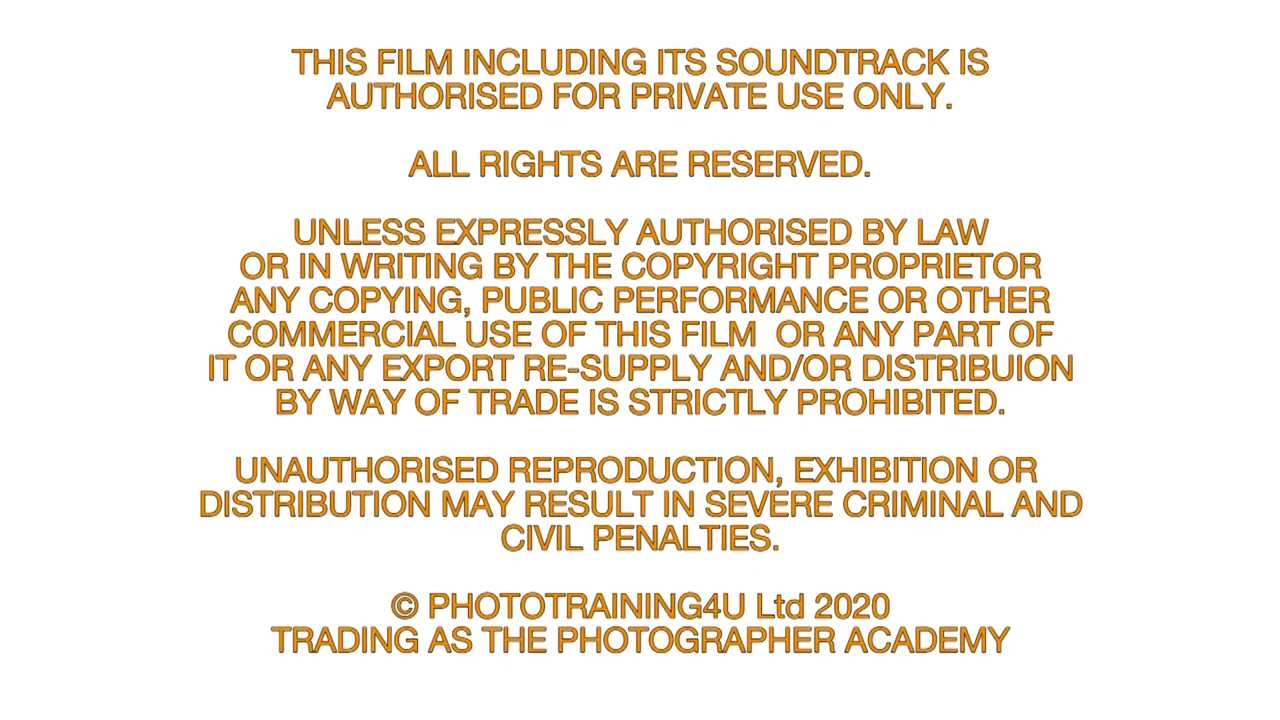 THIS FILM INCLUDING ITS SOUNDTRACK IS
AUTHORISED FOR PRIVATE USE ONLY.
ALL RIGHTS ARE RESERVED.
UNLESS EXPRESSLY AUTHORISED BY LAW
OR IN WRITING BY THE COPYRIGHT PROPRIETOR
ANY COPYING, PUBLIC PERFORMANCE OR OTHER
COMMERCIAL USE OF THIS FILM  OR ANY PART OF
IT OR ANY EXPORT RE-SUPPLY AND/OR DISTRIBUION
BY WAY OF TRADE IS STRICTLY PROHIBITED.
UNAUTHORISED REPRODUCTION, EXHIBITION OR
DISTRIBUTION MAY RESULT IN SEVERE CRIMINAL AND
CIVIL PENALTIES.
© PHOTOTRAINING4U Ltd 2020
TRADING AS THE PHOTOGRAPHER ACADEMY